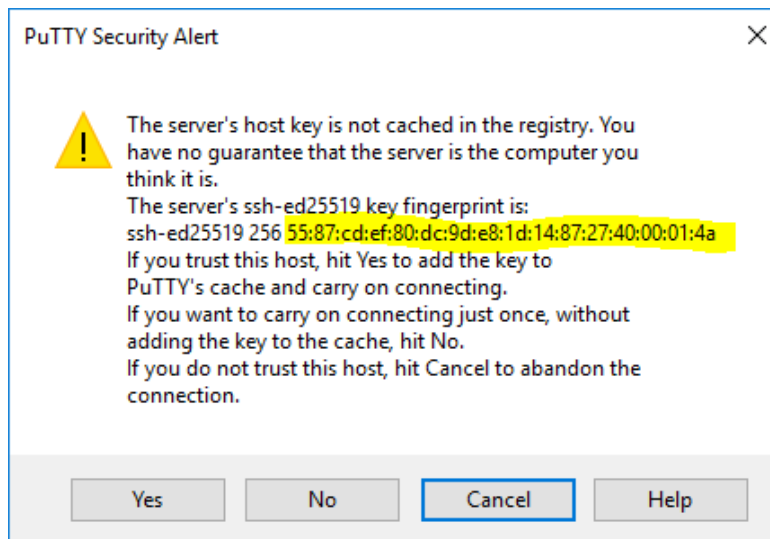 PuTTY Security Alert
The server's host key is not cached in the registry. You
have no guarantee that the server is the computer you
think it is.
The server's ssh-ed25519 key fingerprint is:
ssh-ed25519 256 55:87:cd:ef:80:dc:9d:e8:1d:14:87:27:40:00:01:4a
If you trust this host, hit Yes to add the key to
PuTTY's cache and carry on connecting.
If you want to carry on connecting just once, without
adding the key to the cache, hit No.
If you do not trust this host, hit Cancel to abandon the
connection.
Yes No Cancel Help